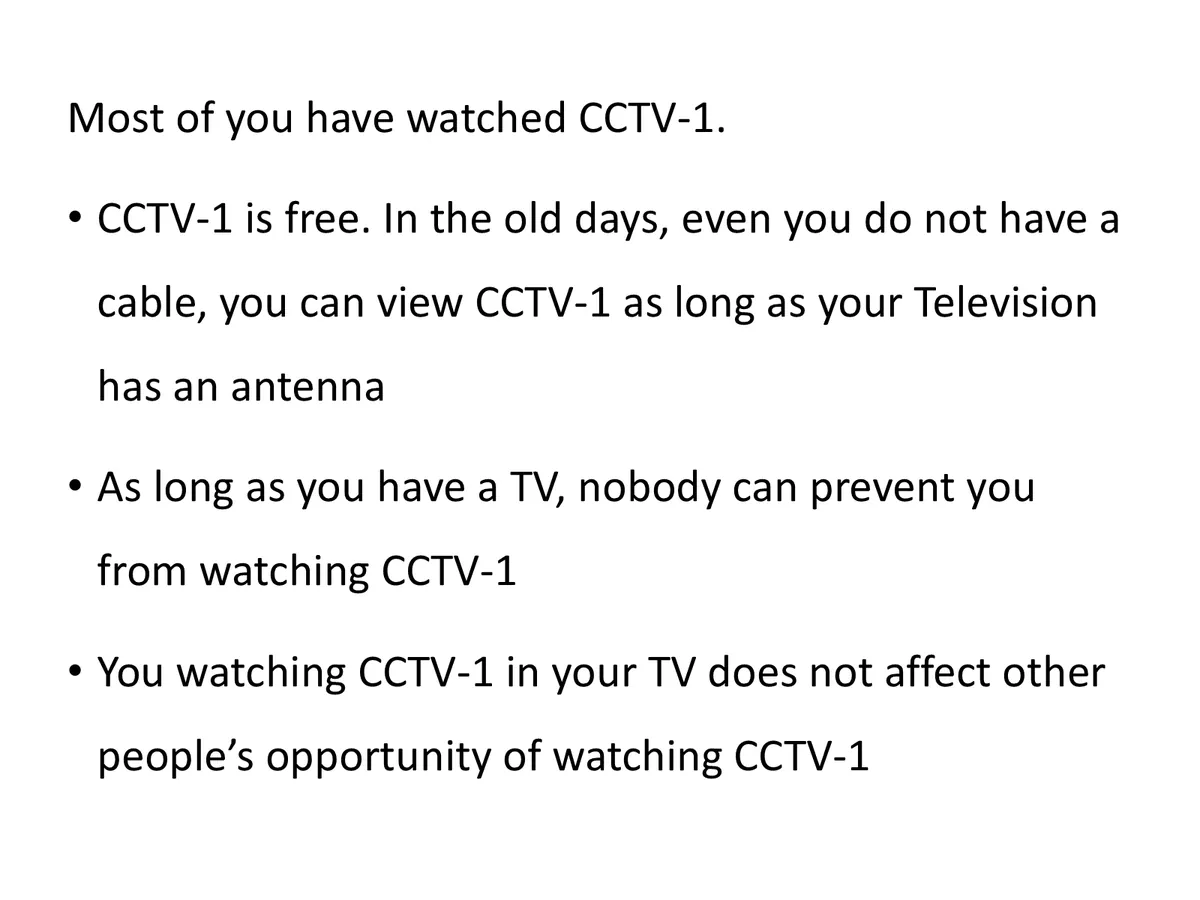 Most of you have watched CCTV-1.
• CCTV-1 is free. In the old days, even you do not have a
cable, you can view CCTV-1 as long as your Television
has an antenna
• As long as you have a TV, nobody can prevent you
from watching CCTV-1
• You watching CCTV-1 in your TV does not affect other
people’s opportunity of watching CCTV-1